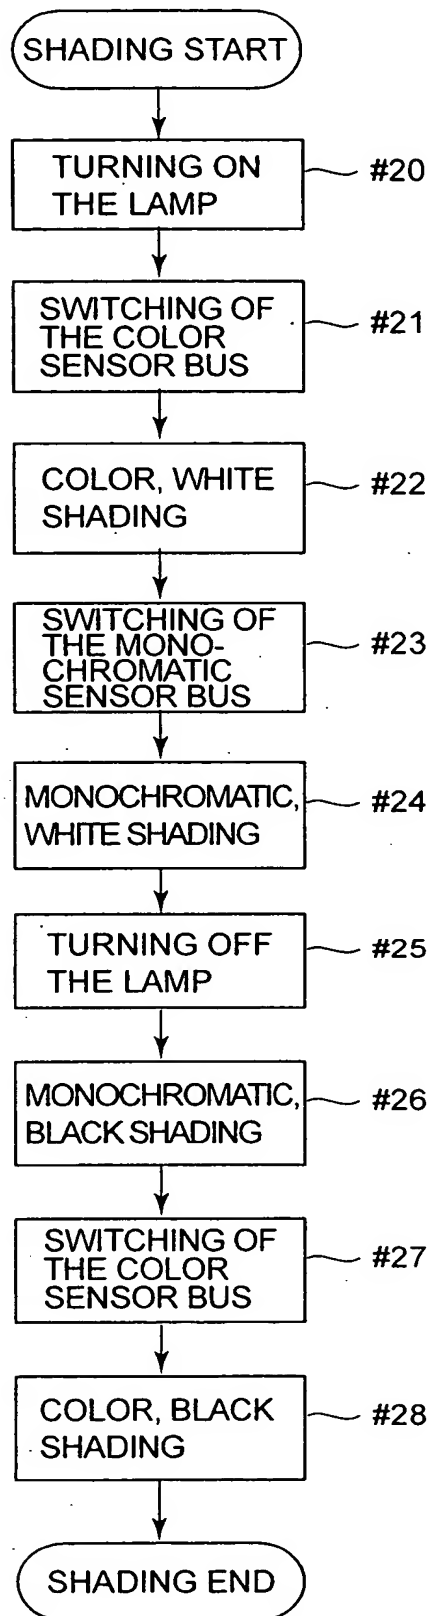 SHADING START
TURNING ON
THE LAMP
#20
SWITCHING OF
THE COLOR
SENSOR BUS
#21
COLOR, WHITE
SHADING
#22
SWITCHING OF
THE MONO-
CHROMATIC
SENSOR BUS
#23
MONOCHROMATIC,
WHITE SHADING
#24
TURNING OFF
THE LAMP
#25
MONOCHROMATIC,
BLACK SHADING
#26
SWITCHING OF
THE COLOR
SENSOR BUS
#27
COLOR, BLACK
SHADING
#28
SHADING END